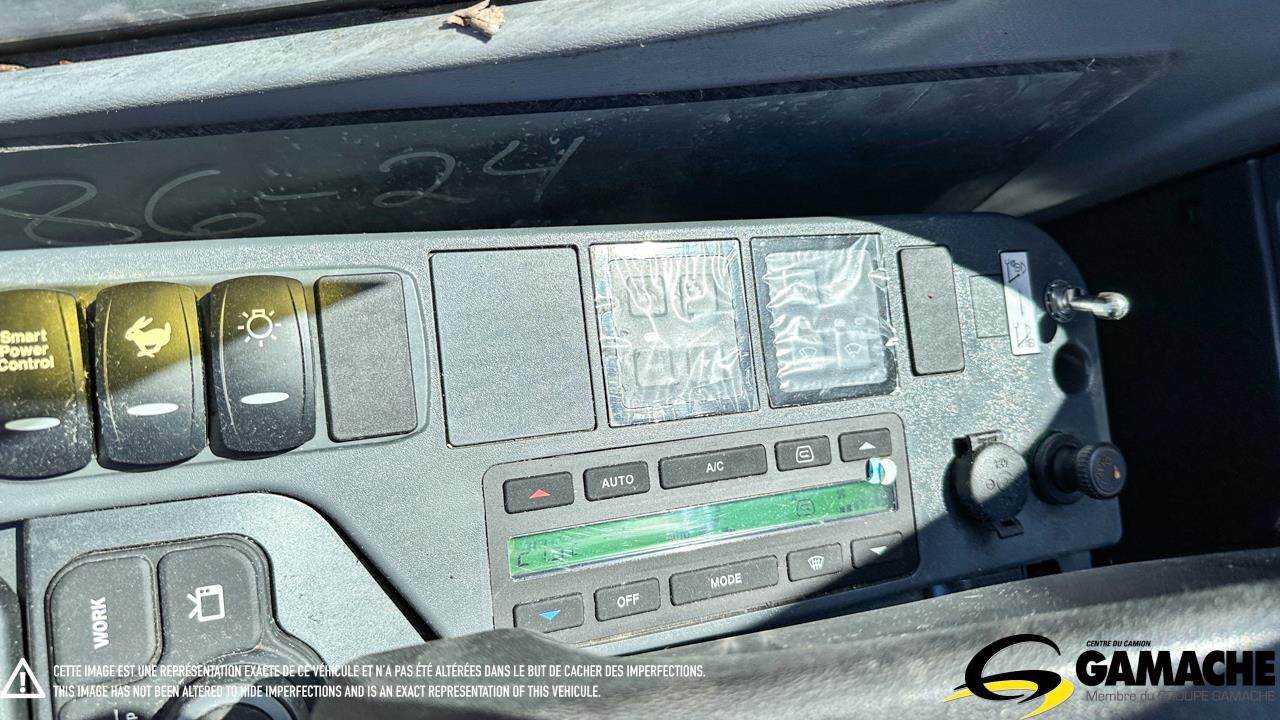 86-24
Smart
Power
Control
AUTO
A/C
OFF
MODE
WORK
CETTE IMAGE EST UNE REPRÉSENTATION EXACTE DE CE VÉHICULE ET N'A PAS ÉTÉ ALTÉRÉES DANS LE BUT DE CACHER DES IMPERFECTIONS.
THIS IMAGE HAS NOT BEEN ALTERED TO HIDE IMPERFECTIONS AND IS AN EXACT REPRESENTATION OF THIS VEHICLE.
CENTRE DU CAMION
GAMACHE
Membre du GROUPE GAMACHE